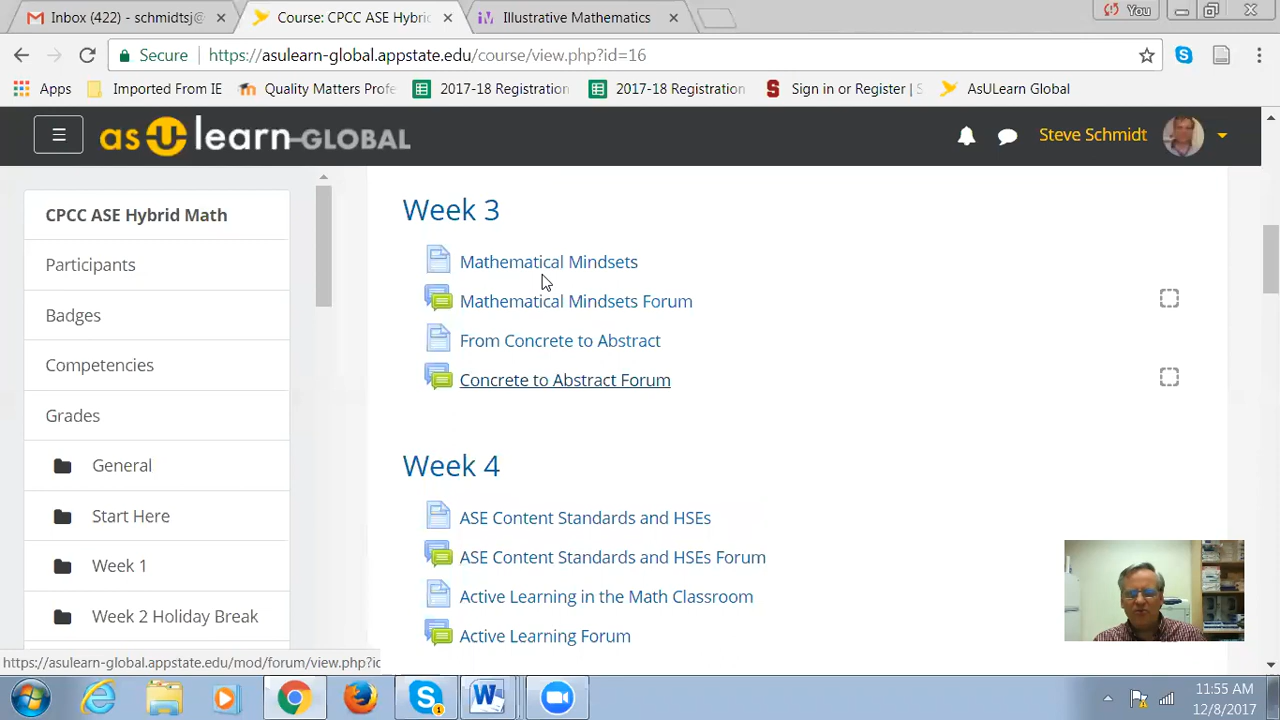 Inbox (422) - schmidtsj@
Course: CPCC ASE Hybri
Illustrative Mathematics
You
Secure
https://asulearn-global.appstate.edu/course/view.php?id=16
Apps
Imported From IE
Quality Matters Profe
2017-18 Registration
2017-18 Registration
Sign in or Register | S
AsULearn Global
asULearn-GLOBAL
Steve Schmidt
CPCC ASE Hybrid Math
Participants
Badges
Competencies
Grades
General
Start Here
Week 1
Week 2 Holiday Break
Week 3
Mathematical Mindsets
Mathematical Mindsets Forum
From Concrete to Abstract
Concrete to Abstract Forum
Week 4
ASE Content Standards and HSEs
ASE Content Standards and HSEs Forum
Active Learning in the Math Classroom
Active Learning Forum
https://asulearn-global.appstate.edu/mod/forum/view.php?id
11:55 AM
12/8/2017